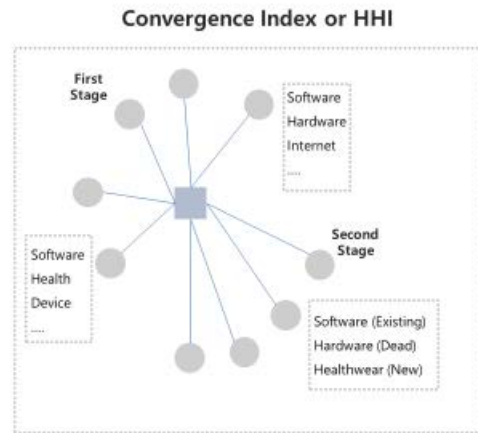 Convergence Index or HHI
First
Stage
Software
Hardware
Internet
....
Software
Health
Device
....
Second
Stage
Software (Existing)
Hardware (Dead)
Healthwear (New)